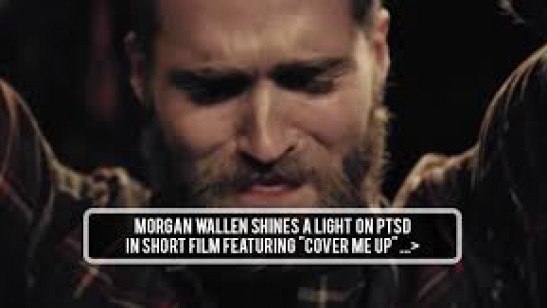 MORGAN WALLEN SHINES A LIGHT ON PTSD
IN SHORT FILM FEATURING "COVER ME UP" ...>